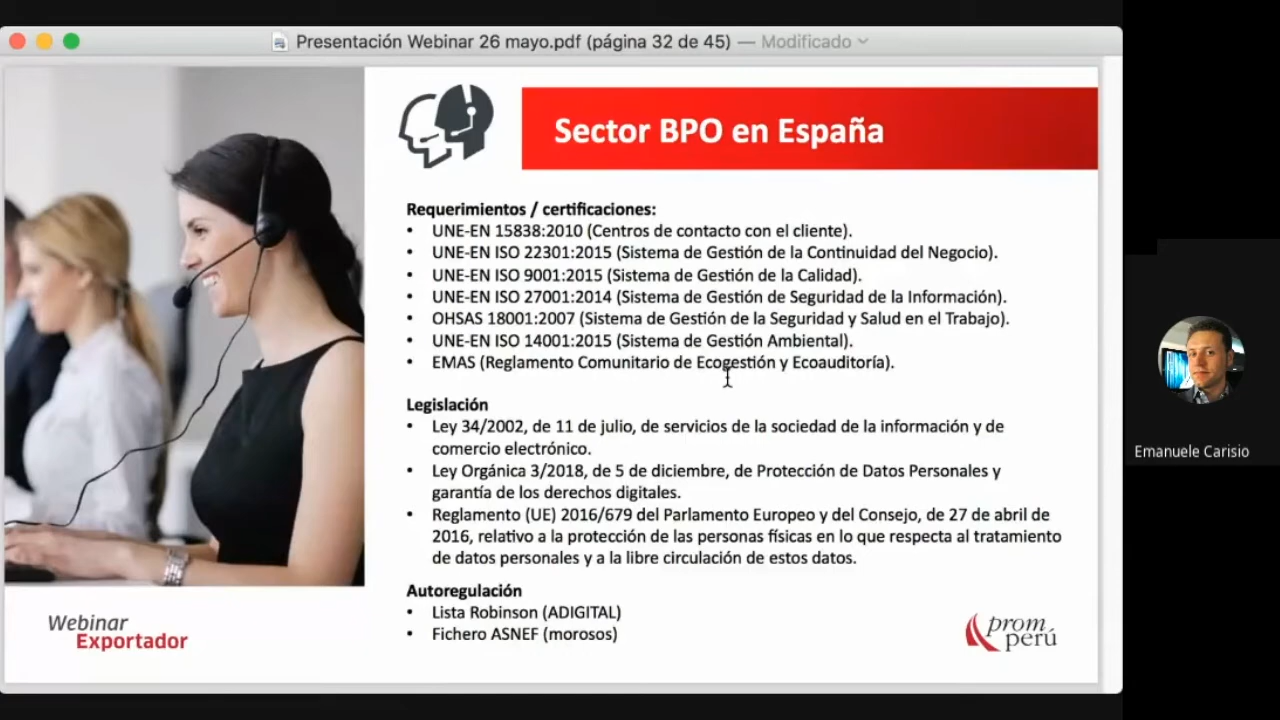 Presentación Webinar 26 mayo.pdf (página 32 de 45) — Modificado
Sector BPO en España
Requerimientos / certificaciones:
• UNE-EN 15838:2010 (Centros de contacto con el cliente).
• UNE-EN ISO 22301:2015 (Sistema de Gestión de la Continuidad del Negocio).
• UNE-EN ISO 9001:2015 (Sistema de Gestión de la Calidad).
• UNE-EN ISO 27001:2014 (Sistema de Gestión de Seguridad de la Información).
• OHSAS 18001:2007 (Sistema de Gestión de la Seguridad y Salud en el Trabajo).
• UNE-EN ISO 14001:2015 (Sistema de Gestión Ambiental).
• EMAS (Reglamento Comunitario de Ecogestión y Ecoauditoría).
Legislación
• Ley 34/2002, de 11 de julio, de servicios de la sociedad de la información y de
comercio electrónico.
• Ley Orgánica 3/2018, de 5 de diciembre, de Protección de Datos Personales y
garantía de los derechos digitales.
• Reglamento (UE) 2016/679 del Parlamento Europeo y del Consejo, de 27 de abril de
2016, relativo a la protección de las personas físicas en lo que respecta al tratamiento
de datos personales y a la libre circulación de estos datos.
Autoregulación
• Lista Robinson (ADIGITAL)
• Fichero ASNEF (morosos)
Webinar
Exportador
prom
perú
Emanuele Carisio